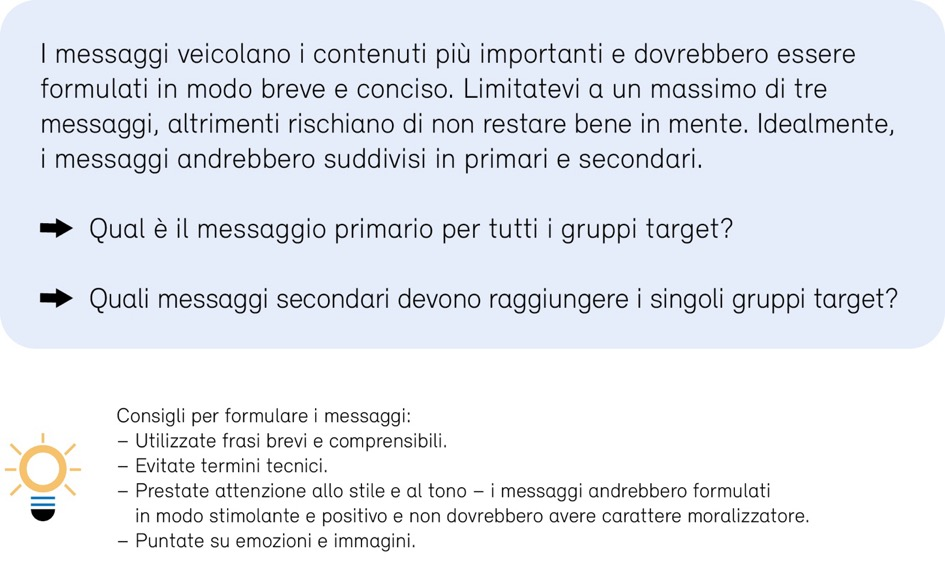 I messaggi veicolano i contenuti più importanti e dovrebbero essere
formulati in modo breve e conciso. Limitatevi a un massimo di tre
messaggi, altrimenti rischiano di non restare bene in mente. Idealmente,
i messaggi andrebbero suddivisi in primari e secondari.
Qual è il messaggio primario per tutti i gruppi target?
Quali messaggi secondari devono raggiungere i singoli gruppi target?
Consigli per formulare i messaggi:
– Utilizzate frasi brevi e comprensibili.
– Evitate termini tecnici.
– Prestate attenzione allo stile e al tono – i messaggi andrebbero formulati
in modo stimolante e positivo e non dovrebbero avere carattere moralizzatore.
– Puntate su emozioni e immagini.